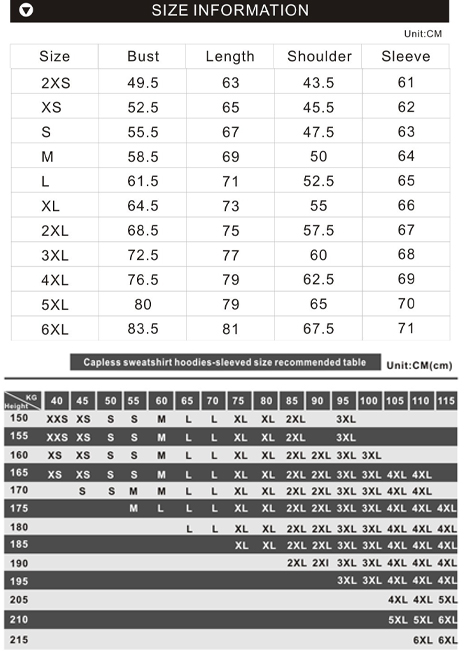 SIZE INFORMATION
Unit:CM
Size Bust Length Shoulder Sleeve
2XS 49.5 63 43.5 61
XS 52.5 65 45.5 62
S 55.5 67 47.5 63
M 58.5 69 50 64
L 61.5 71 52.5 65
XL 64.5 73 55 66
2XL 68.5 75 57.5 67
3XL 72.5 77 60 68
4XL 76.5 79 62.5 69
5XL 80 79 65 70
6XL 83.5 81 67.5 71
Capless sweatshirt hoodies-sleeved size recommended table Unit:CM(cm)
KG Height 40 45 50 55 60 65 70 75 80 85 90 95 100 105 110 115
150 XXS XS S S M L L XL XL 2XL 3XL
155 XXS XS S S M L L XL XL 2XL 3XL
160 XS XS S S M L L XL XL 2XL 2XL 3XL 3XL
165 XS XS S S M L L XL XL 2XL 2XL 3XL 3XL 4XL 4XL
170 S S M M L L XL XL 2XL 2XL 3XL 3XL 4XL 4XL
175 M L L L XL XL 2XL 2XL 3XL 3XL 4XL 4XL 4XL
180 L L XL XL 2XL 2XL 3XL 3XL 4XL 4XL 4XL
185 XL XL 2XL 2XL 3XL 3XL 4XL 4XL 4XL
190 2XL 2XI 3XL 3XL 4XL 4XL 4XL
195 3XL 3XL 4XL 4XL 4XL
205 4XL 4XL 5XL
210 5XL 5XL 6XL
215 6XL 6XL